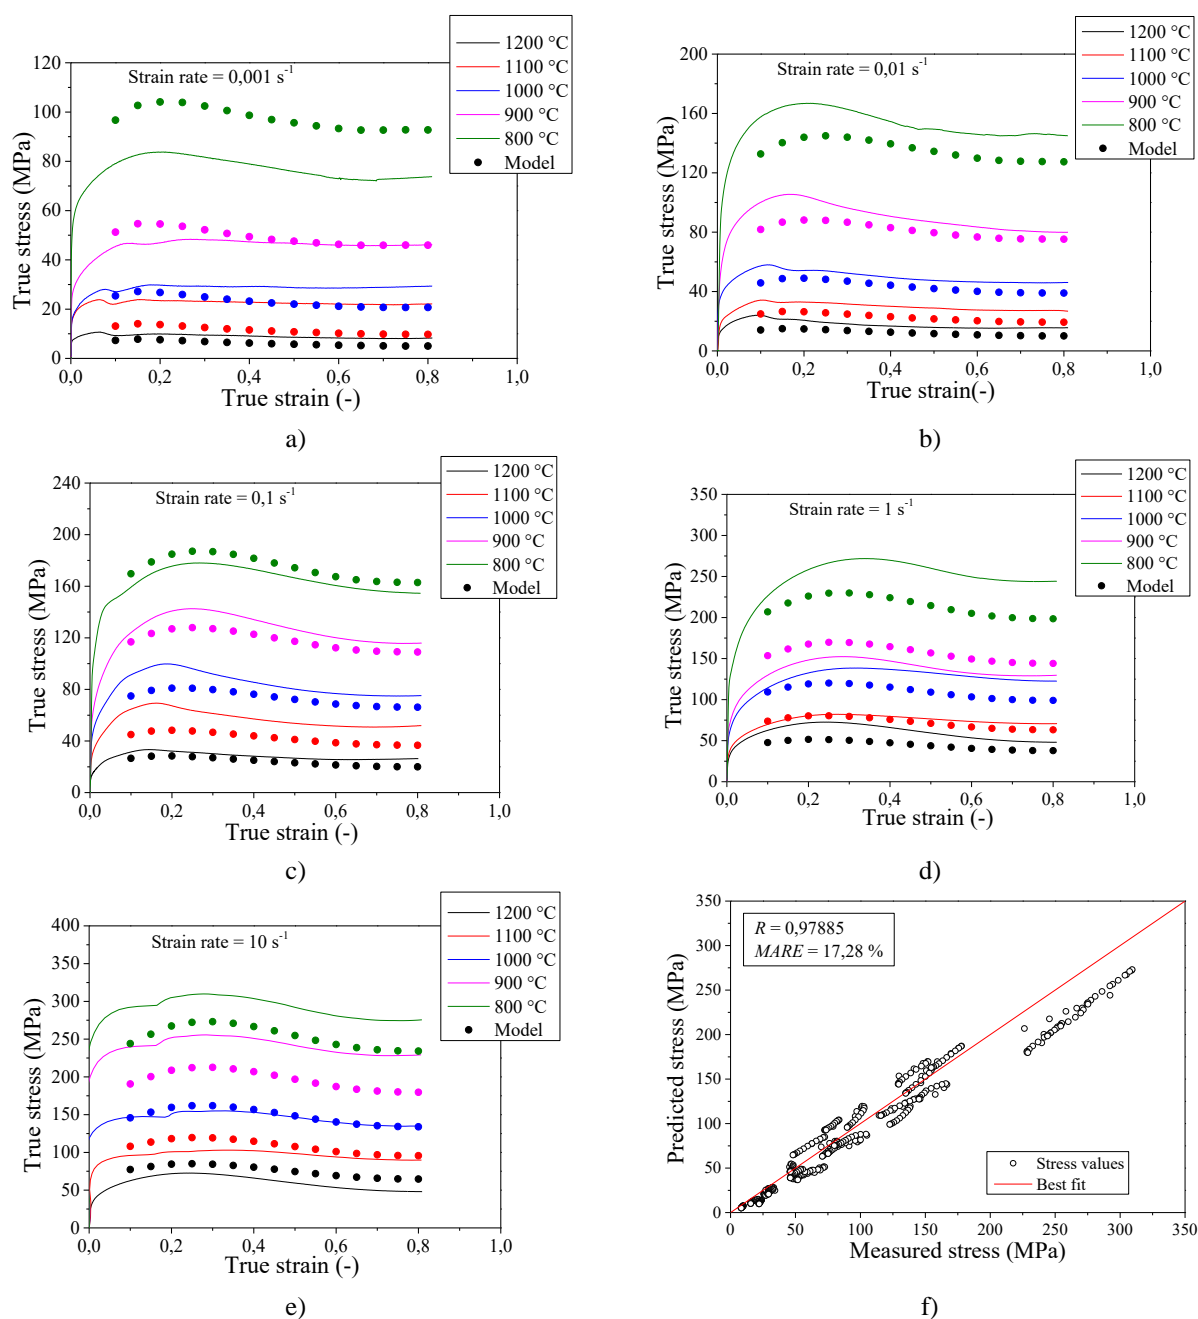 1200 °C
1100 °C
1000 °C
900 °C
800 °C
Model
Strain rate = 0,001 s-1
120
100
80
60
40
20
0
0,0 0,2 0,4 0,6 0,8 1,0
True stress (MPa)
True strain (-)
a)
1200 °C
1100 °C
1000 °C
900 °C
800 °C
Model
Strain rate = 0,01 s-1
200
160
120
80
40
0
0,0 0,2 0,4 0,6 0,8 1,0
True stress (MPa)
True strain(-)
b)
1200 °C
1100 °C
1000 °C
900 °C
800 °C
Model
Strain rate = 0,1 s-1
240
200
160
120
80
40
0
0,0 0,2 0,4 0,6 0,8 1,0
True stress (MPa)
True strain (-)
c)
1200 °C
1100 °C
1000 °C
900 °C
800 °C
Model
Strain rate = 1 s-1
350
300
250
200
150
100
50
0
0,0 0,2 0,4 0,6 0,8 1,0
True stress (MPa)
True strain (-)
d)
1200 °C
1100 °C
1000 °C
900 °C
800 °C
Model
Strain rate = 10 s-1
400
350
300
250
200
150
100
50
0
0,0 0,2 0,4 0,6 0,8 1,0
True stress (MPa)
True strain (-)
e)
R = 0,97885
MARE = 17,28 %
350
300
250
200
150
100
50
0
0 50 100 150 200 250 300 350
Predicted stress (MPa)
Measured stress (MPa)
Stress values
Best fit
f)